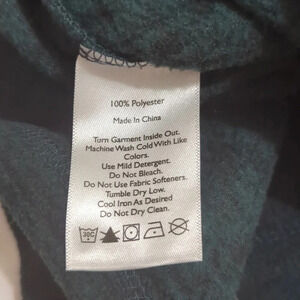 100% Polyester
Made In China
Turn Garment Inside Out.
Machine Wash Cold With Like
Colors.
Use Mild Detergent.
Do Not Bleach.
Do Not Use Fabric Softeners.
Tumble Dry Low.
Cool Iron As Desired
Do Not Dry Clean.
30C